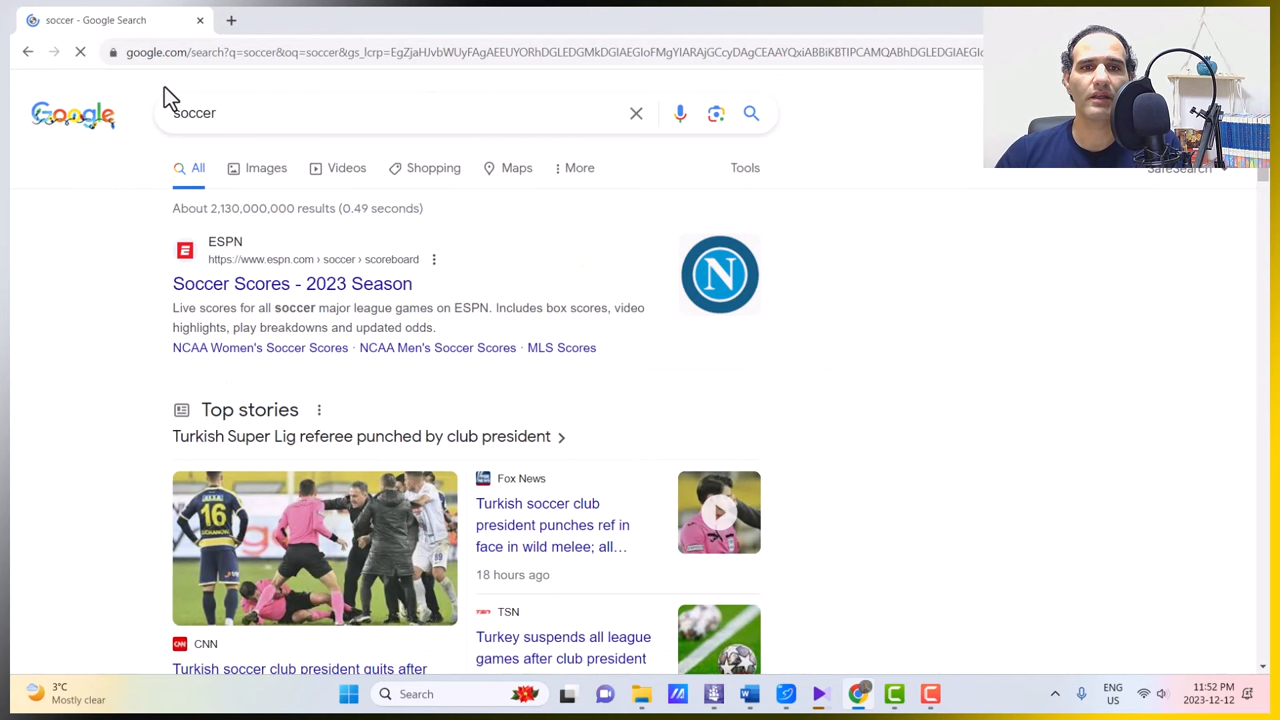 soccer - Google Search
google.com/search?q=soccer&oq=soccer&gs_lcrp=EgZjaHJvbWUyFAgAEEUYORhDGLEDGMkDGIAEGIoFMgYIARAjGCcyDAgCEAAYQxiABBiKBTIPCAMQABhDGLEDGIAEGIo
Google
soccer
All
Images
Videos
Shopping
Maps
More
Tools
SafeSearch
About 2,130,000,000 results (0.49 seconds)
ESPN
https://www.espn.com › soccer › scoreboard
Soccer Scores - 2023 Season
Live scores for all soccer major league games on ESPN. Includes box scores, video
highlights, play breakdowns and updated odds.
NCAA Women's Soccer Scores · NCAA Men's Soccer Scores · MLS Scores
N
Top stories
Turkish Super Lig referee punched by club president
16
Fox News
Turkish soccer club
president punches ref in
face in wild melee; all…
18 hours ago
TSN
Turkey suspends all league
games after club president
CNN
CNN
Turkish soccer club president quits after
3°C
Mostly clear
Search
ENG
US
11:52 PM
2023-12-12